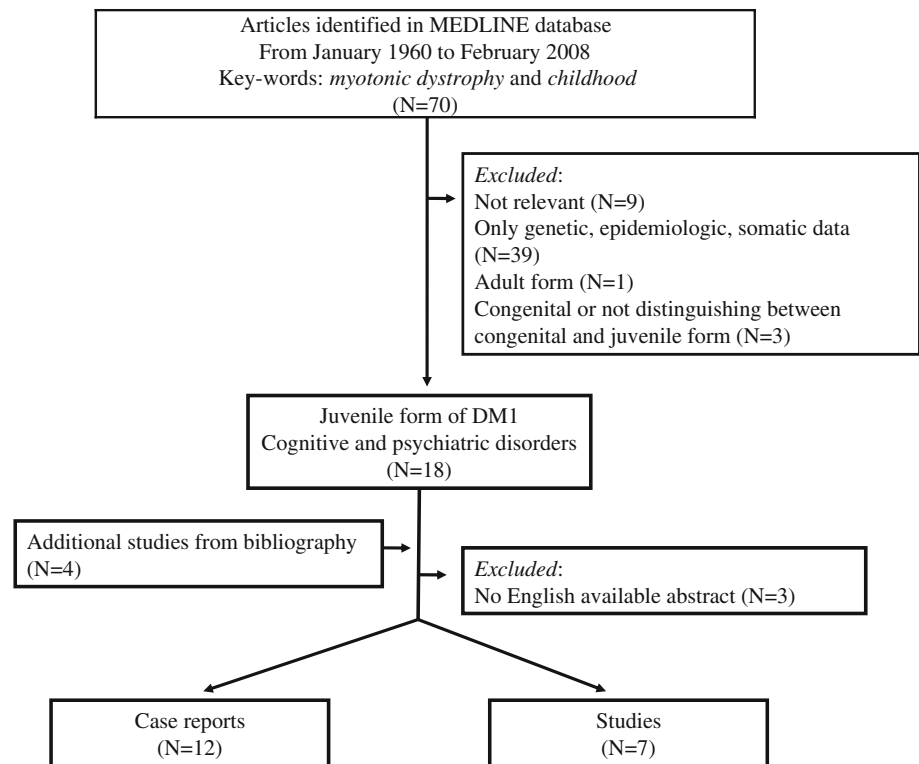 Articles identified in MEDLINE database
From January 1960 to February 2008
Key-words: myotonic dystrophy and childhood
(N=70)
Excluded:
Not relevant (N=9)
Only genetic, epidemiologic, somatic data
(N=39)
Adult form (N=1)
Congenital or not distinguishing between
congenital and juvenile form (N=3)
Juvenile form of DM1
Cognitive and psychiatric disorders
(N=18)
Additional studies from bibliography
(N=4)
Excluded:
No English available abstract (N=3)
Case reports
(N=12)
Studies
(N=7)